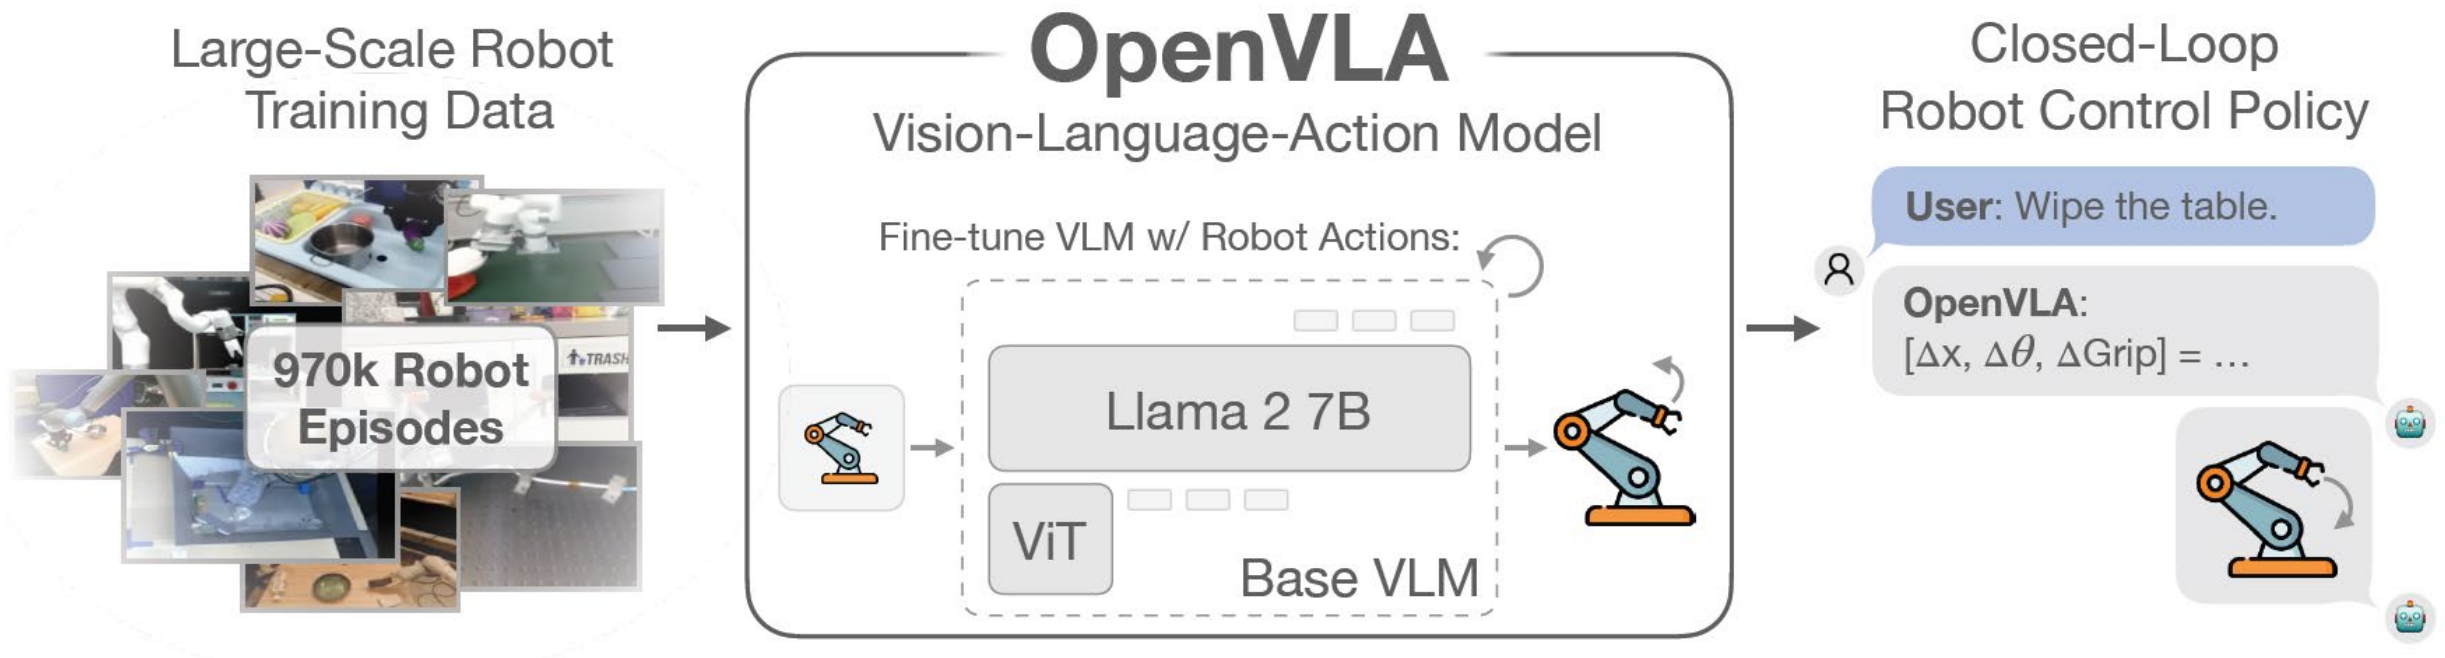 Large-Scale Robot
Training Data
970k Robot
Episodes
TRASH
OpenVLA
Vision-Language-Action Model
Fine-tune VLM w/ Robot Actions:
Llama 2 7B
ViT
Base VLM
Closed-Loop
Robot Control Policy
User: Wipe the table.
OpenVLA:
[Δx, Δ𝜃, ΔGrip] = …